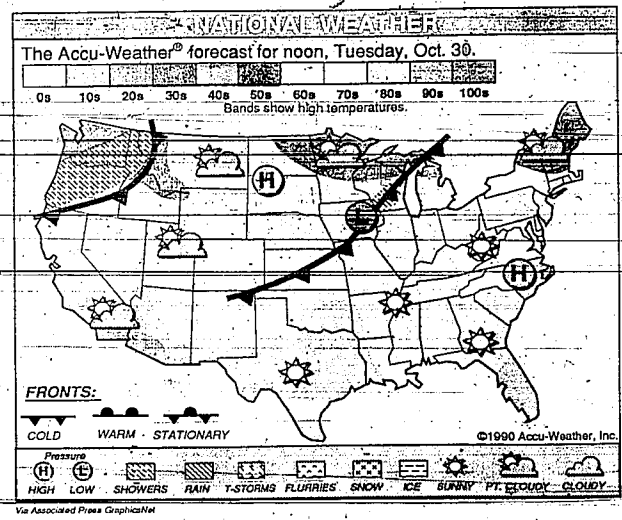 NATIONAL WEATHER
The Accu-Weather® forecast for noon, Tuesday, Oct. 30.
0s 10s 20s 30s 40s 50s 60s 70s 80s 90s 100s
Bands show high temperatures.
H
L
H
FRONTS:
COLD WARM STATIONARY
©1990 Accu-Weather, Inc.
Pressure
H L
HIGH LOW SHOWERS RAIN T-STORMS FLURRIES SNOW ICE SUNNY PT. CLOUDY CLOUDY
Via Associated Press GraphicsNet